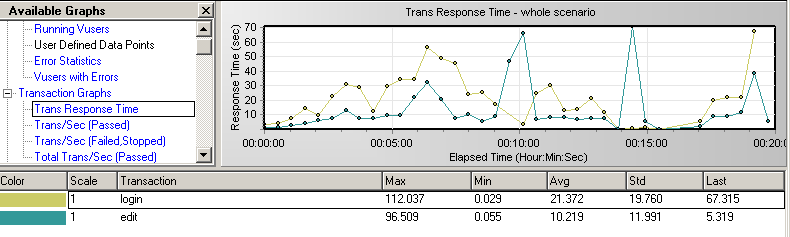 Available Graphs
Running Vusers
User Defined Data Points
Error Statistics
Vusers with Errors
Transaction Graphs
Trans Response Time
Trans/Sec (Passed)
Trans/Sec (Failed,Stopped)
Total Trans/Sec (Passed)
Trans Response Time - whole scenario
Response Time (sec)
70
60
50
40
30
20
10
00:00:00 00:05:00 00:10:00 00:15:00 00:20:0
Elapsed Time (Hour:Min:Sec)
Color Scale Transaction Max Min Avg Std Last
1 login 112.037 0.029 21.372 19.760 67.315
1 edit 96.509 0.055 10.219 11.991 5.319